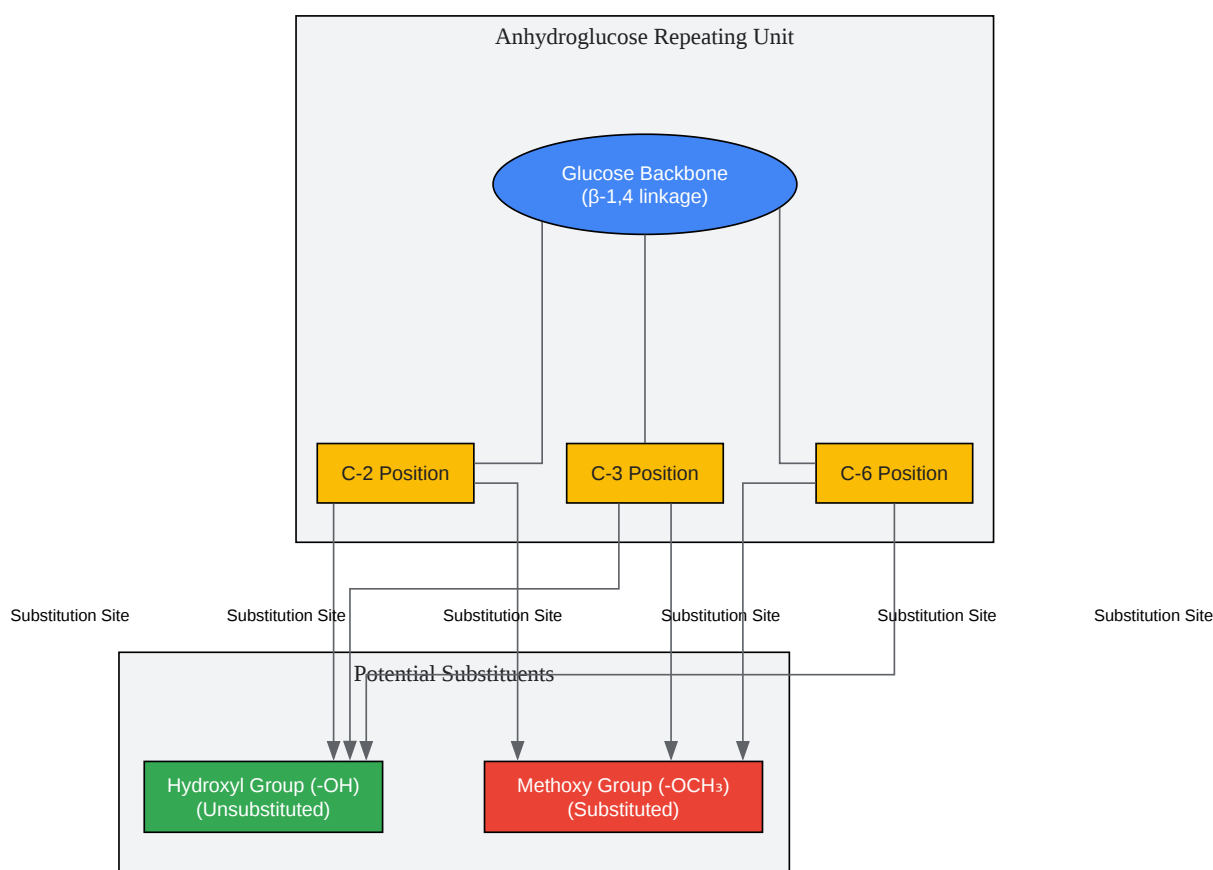 Anhydroglucose Repeating Unit
Glucose Backbone
(β-1,4 linkage)
C-2 Position
C-3 Position
C-6 Position
Substitution Site
Substitution Site
Substitution Site
Substitution Site
Substitution Site
Substitution Site
Potential Substituents
Hydroxyl Group (-OH)
(Unsubstituted)
Methoxy Group (-OCH₃)
(Substituted)